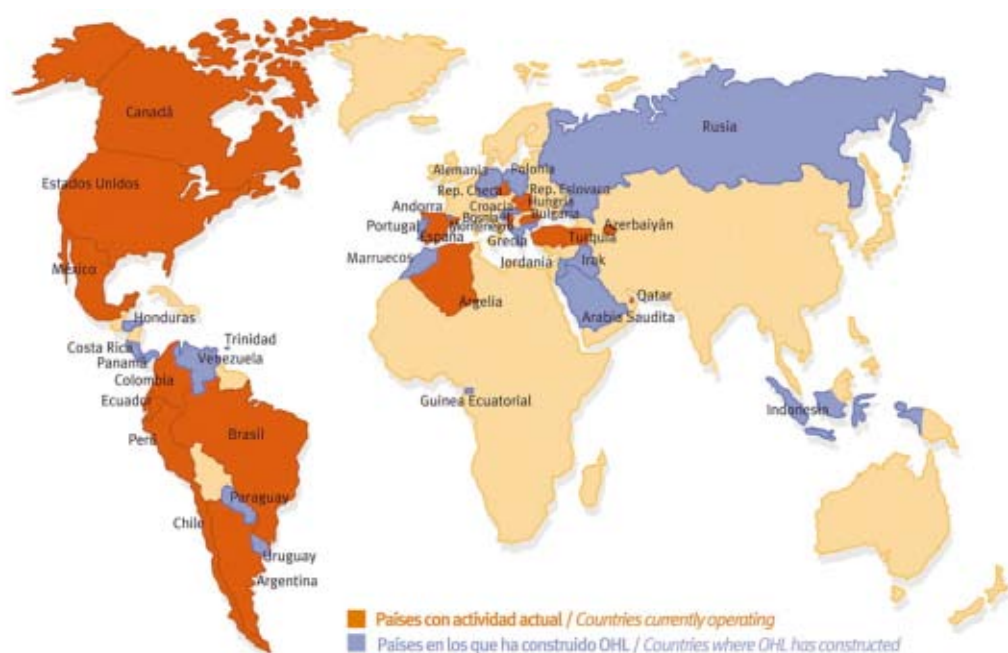 Canadá
Rusia
Estados Unidos
Alemania
Polonia
Rep. Checa
Rep. Eslovaca
Hungría
Andorra
Croacia
Bosnia
Bulgaria
Portugal
España
Montenegro
Azerbaiyán
Grecia
Turquía
Marruecos
Jordania
Irak
México
Argelia
Qatar
Arabia Saudita
Honduras
Costa Rica
Trinidad
Panamá
Venezuela
Colombia
Ecuador
Guinea Ecuatorial
Indonesia
Perú
Brasil
Paraguay
Chile
Uruguay
Argentina
Países con actividad actual / Countries currently operating
Países en los que ha construido OHL / Countries where OHL has constructed